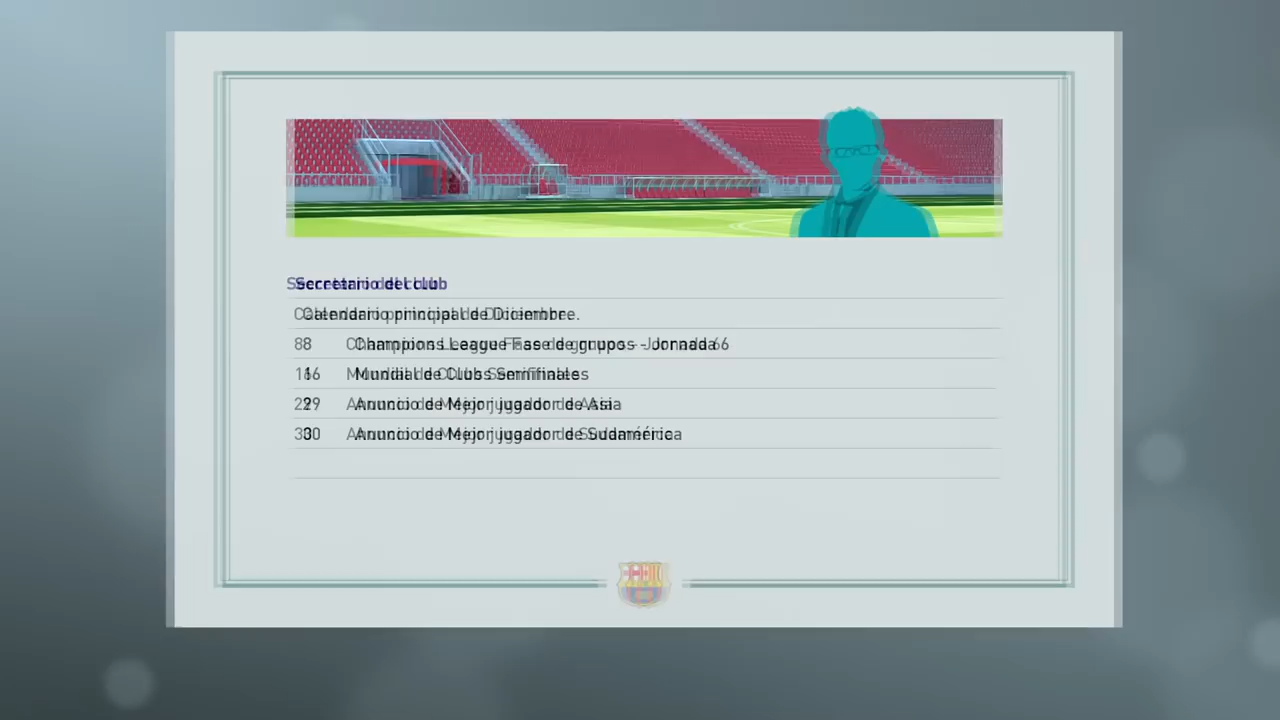 Secretario del club
Calendario principal de Diciembre.
8 Champions League Fase de grupos - Jornada 6
16 Mundial de Clubs Semifinales
29 Anuncio de Mejor jugador de Asia
30 Anuncio de Mejor jugador de Sudamérica